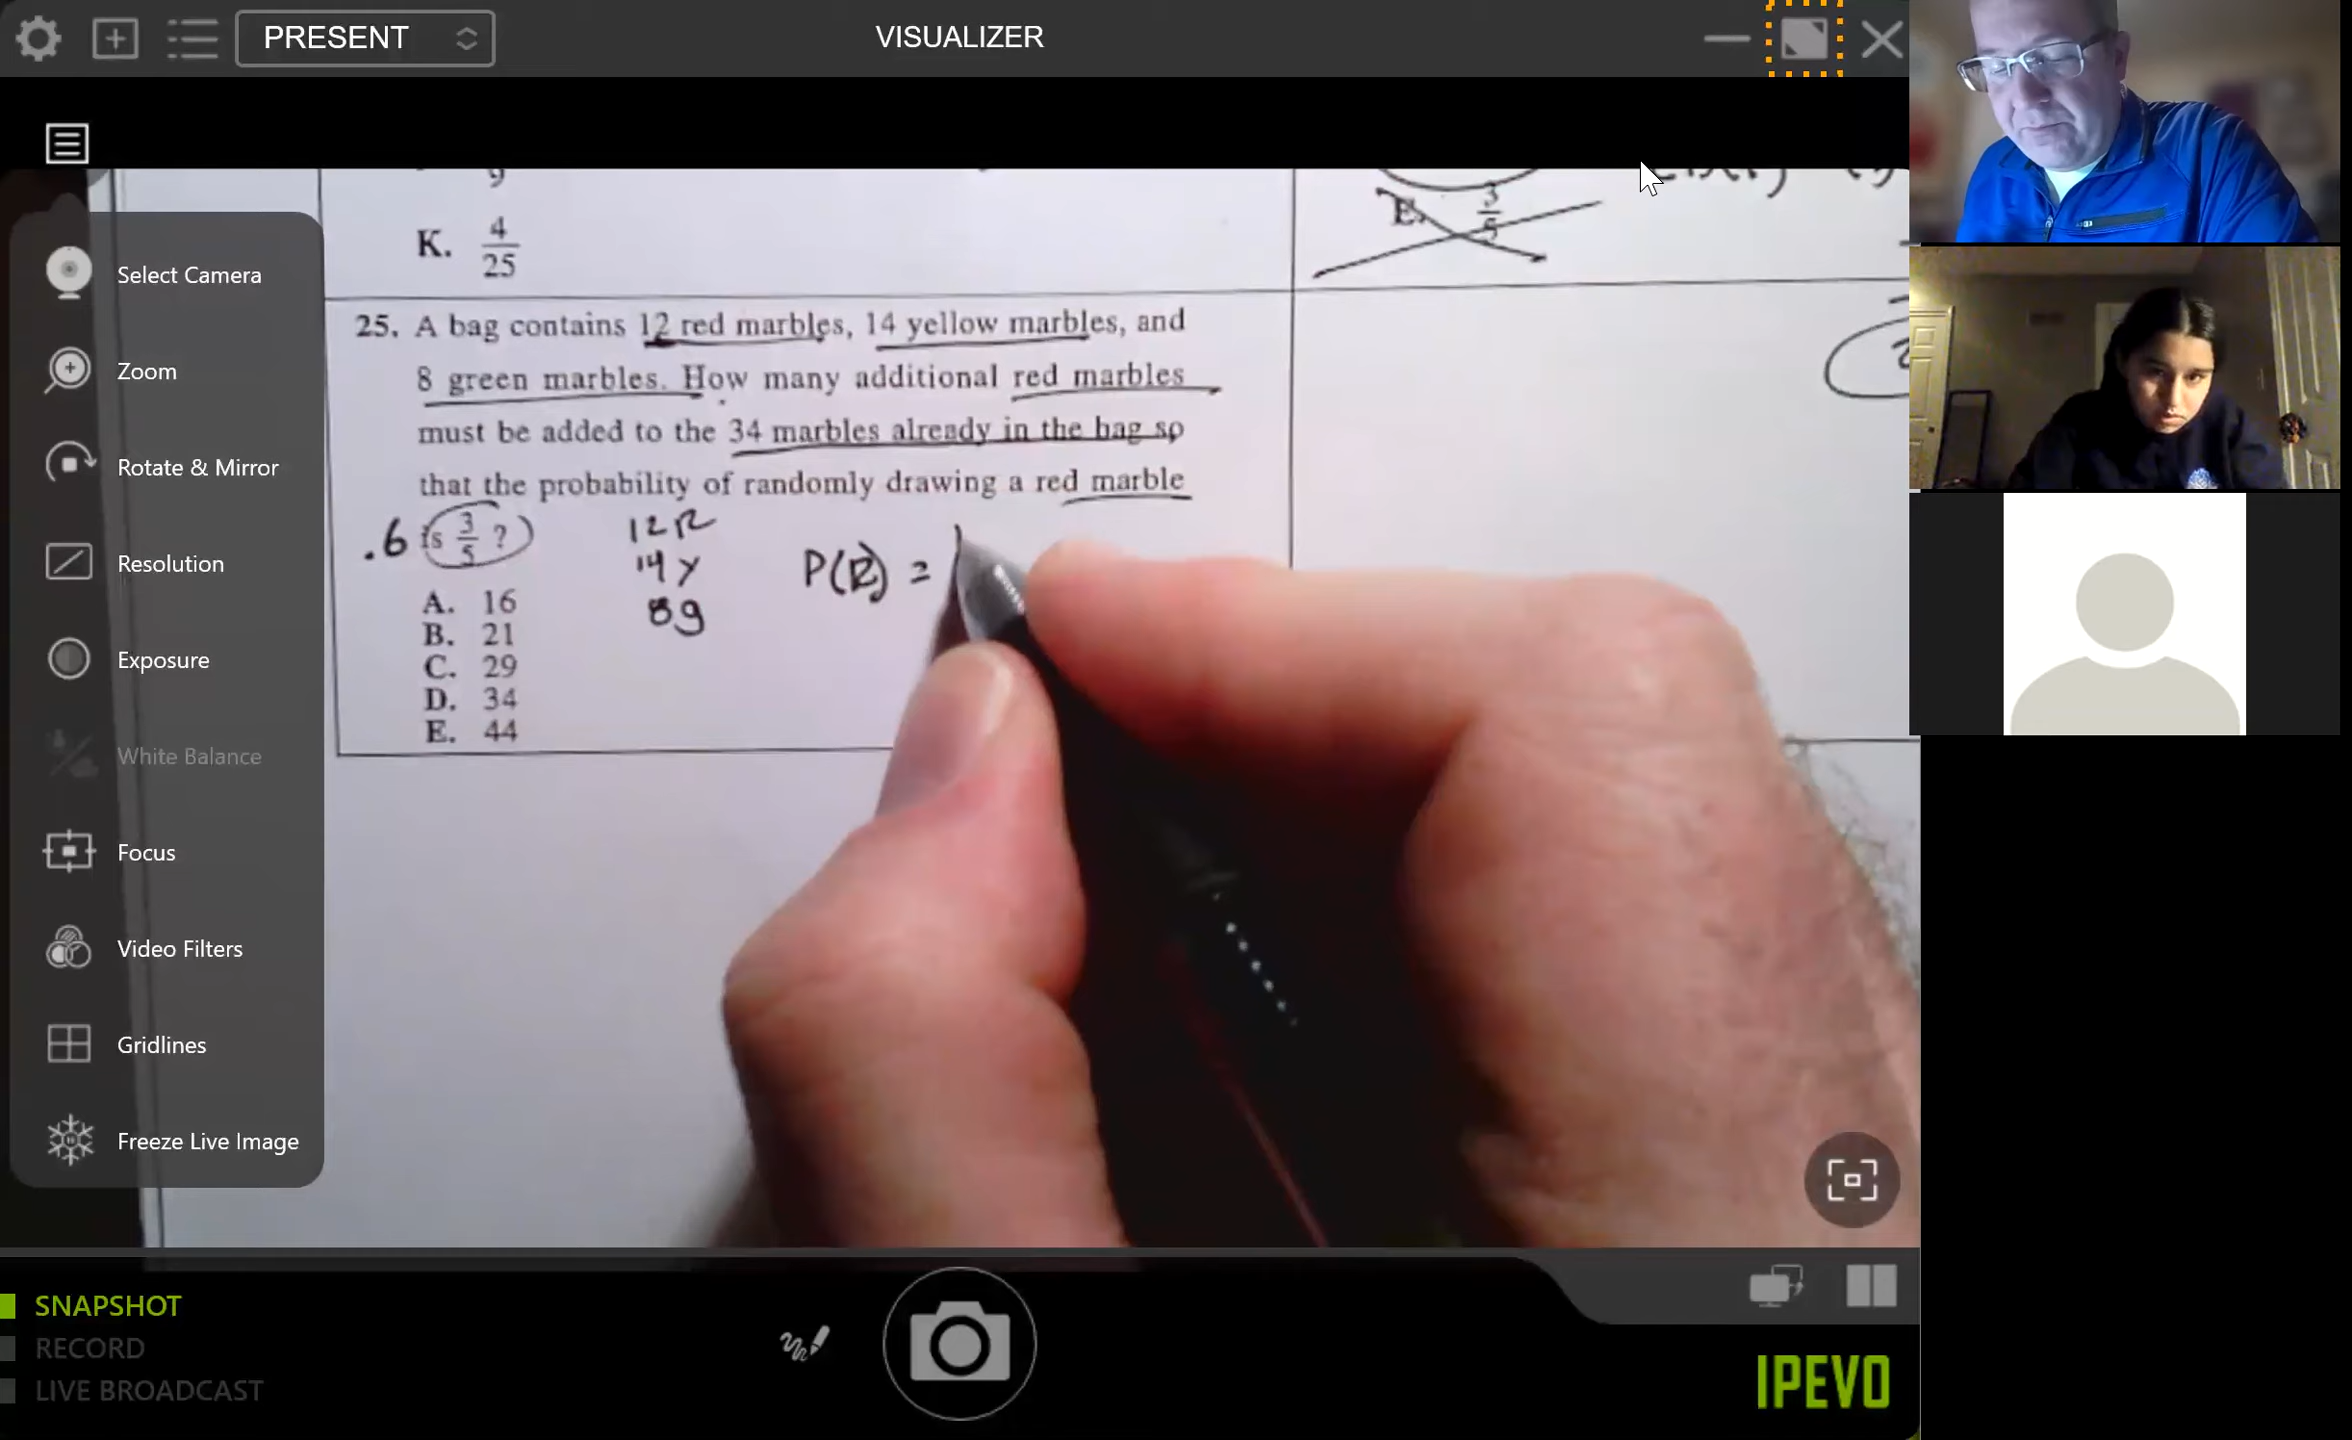 PRESENT
VISUALIZER
Select Camera
Zoom
Rotate & Mirror
Resolution
Exposure
White Balance
Focus
Video Filters
Gridlines
Freeze Live Image
9
K. 4/25
E. 3/5
25. A bag contains 12 red marbles, 14 yellow marbles, and
8 green marbles. How many additional red marbles
must be added to the 34 marbles already in the bag so
that the probability of randomly drawing a red marble
.6 is 3/5 ?
A. 16
B. 21
C. 29
D. 34
E. 44
12R
14Y
8g
P(R) =
SNAPSHOT
RECORD
LIVE BROADCAST
IPEVO